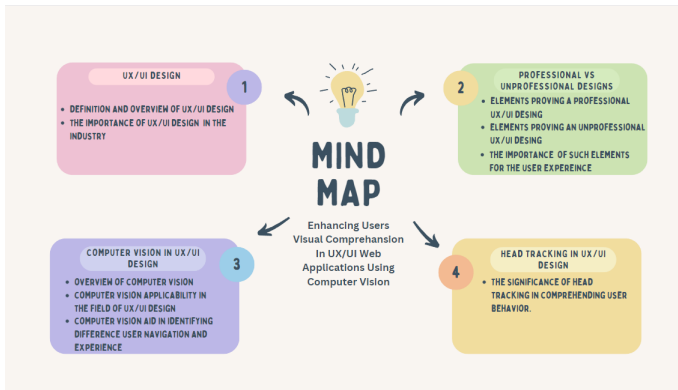 UX/UI DESIGN
1
DEFINITION AND OVERVIEW OF UX/UI DESIGN
THE IMPORTANCE OF UX/UI DESIGN IN THE
INDUSTRY
2
PROFESSIONAL VS
UNPROFESSIONAL DESIGNS
ELEMENTS PROVING A PROFESSIONAL
UX/UI DESING
ELEMENTS PROVING AN UNPROFESSIONAL
UX/UI DESING
THE IMPORTANCE OF SUCH ELEMENTS
FOR THE USER EXPEREINCE
MIND
MAP
Enhancing Users
Visual Comprehansion
In UX/UI Web
Applications Using
Computer Vision
COMPUTER VISION IN UX/UI
DESIGN
3
OVERVIEW OF COMPUTER VISION
COMPUTER VISION APPLICABILITY IN
THE FIELD OF UX/UI DESIGN
COMPUTER VISION AID IN IDENTIFYING
DIFFERENCE USER NAVIGATION AND
EXPERIENCE
4
HEAD TRACKING IN UX/UI
DESIGN
THE SIGNIFICANCE OF HEAD
TRACKING IN COMPREHENDING USER
BEHAVIOR.